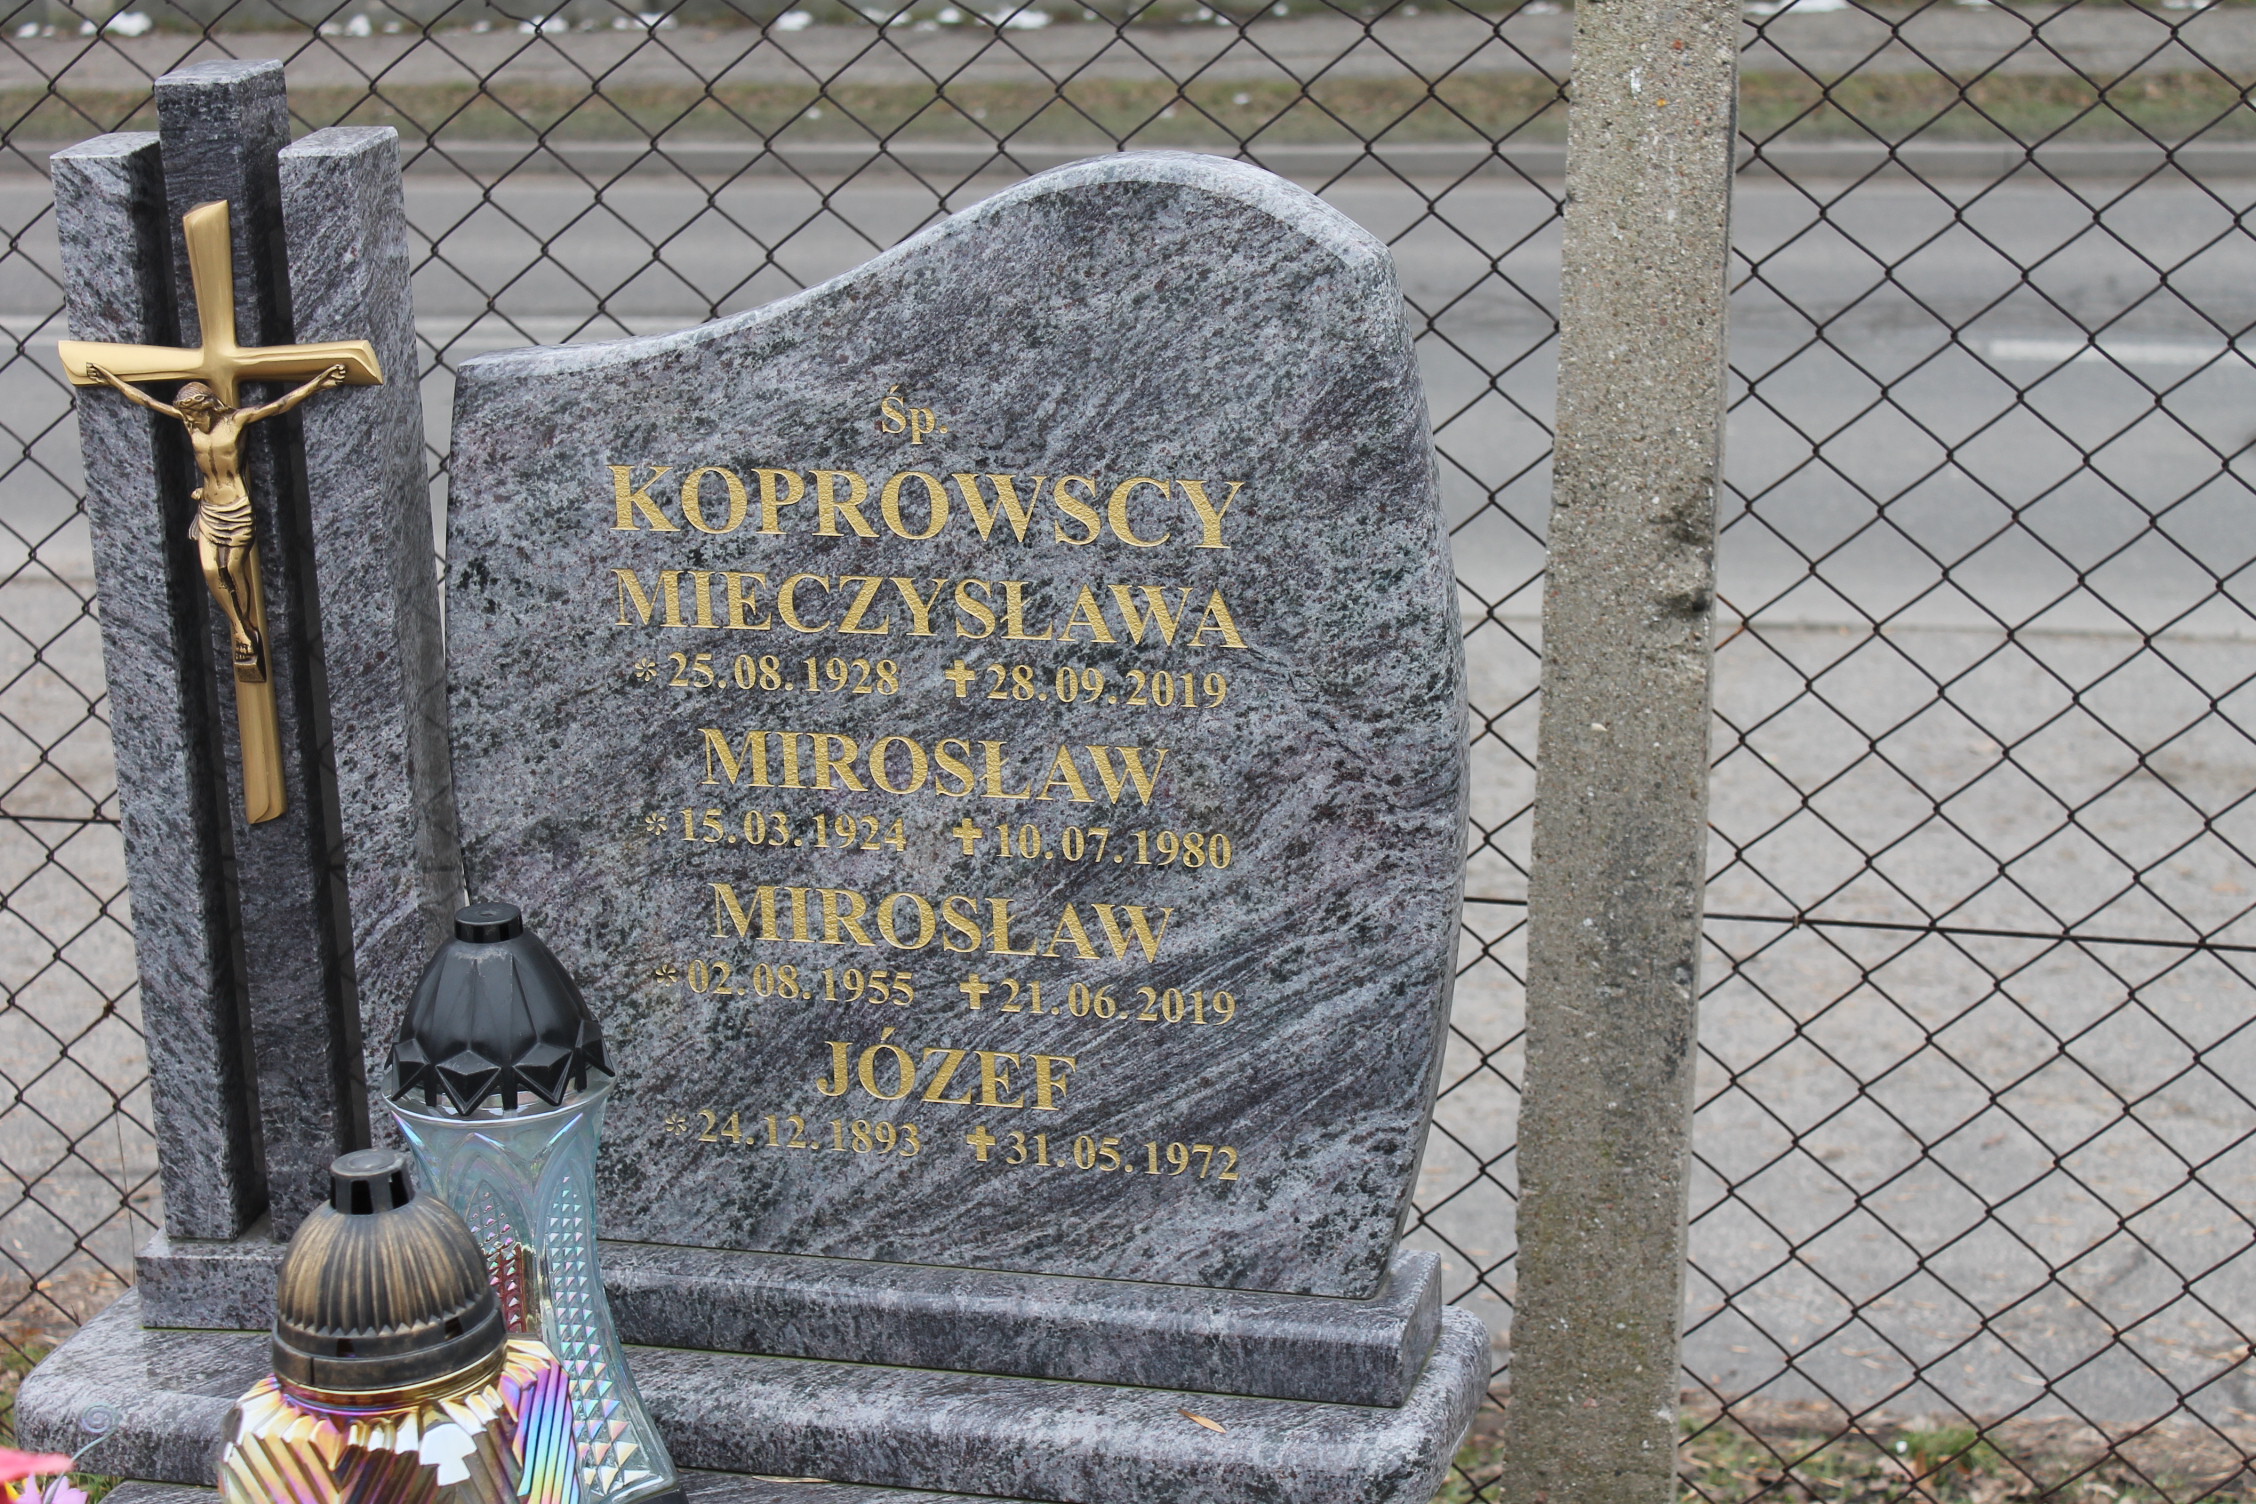 Śp.
KOPROWSCY
MIECZYSŁAWA
* 25.08.1928 ✝ 28.09.2019
MIROSŁAW
* 15.03.1924 ✝ 10.07.1980
MIROSŁAW
* 02.08.1955 ✝ 21.06.2019
JÓZEF
* 24.12.1893 ✝ 31.05.1972